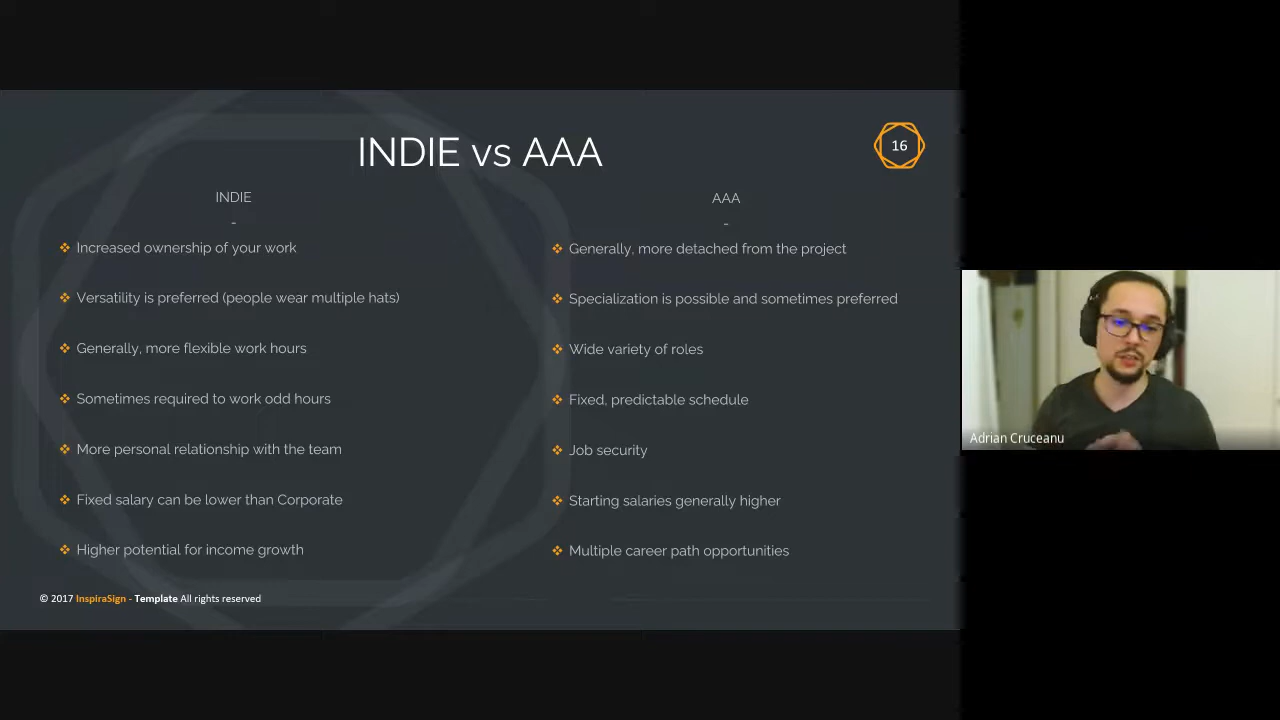 INDIE vs AAA
16
INDIE
-
Increased ownership of your work
Versatility is preferred (people wear multiple hats)
Generally, more flexible work hours
Sometimes required to work odd hours
More personal relationship with the team
Fixed salary can be lower than Corporate
Higher potential for income growth
AAA
-
Generally, more detached from the project
Specialization is possible and sometimes preferred
Wide variety of roles
Fixed, predictable schedule
Job security
Starting salaries generally higher
Multiple career path opportunities
© 2017 InspiraSign - Template All rights reserved
Adrian Cruceanu